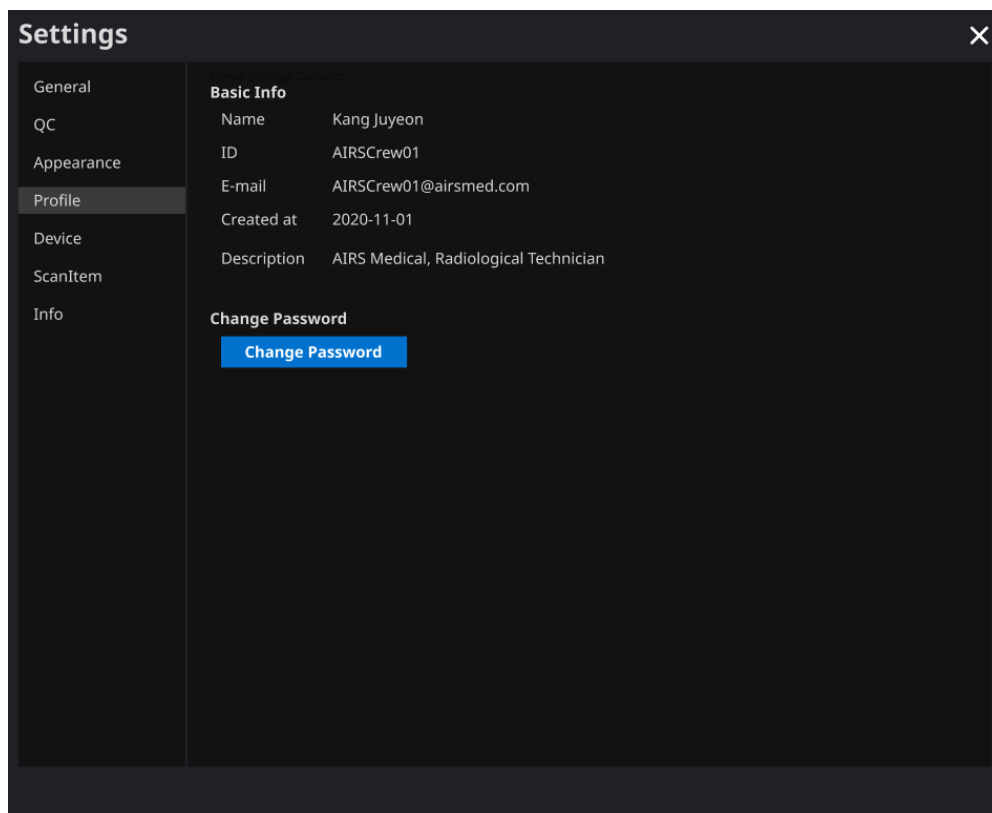 Settings
General
QC
Appearance
Profile
Device
ScanItem
Info
Basic Info
Name Kang Juyeon
ID AIRSCrew01
E-mail AIRSCrew01@airsmed.com
Created at 2020-11-01
Description AIRS Medical, Radiological Technician
Change Password
Change Password